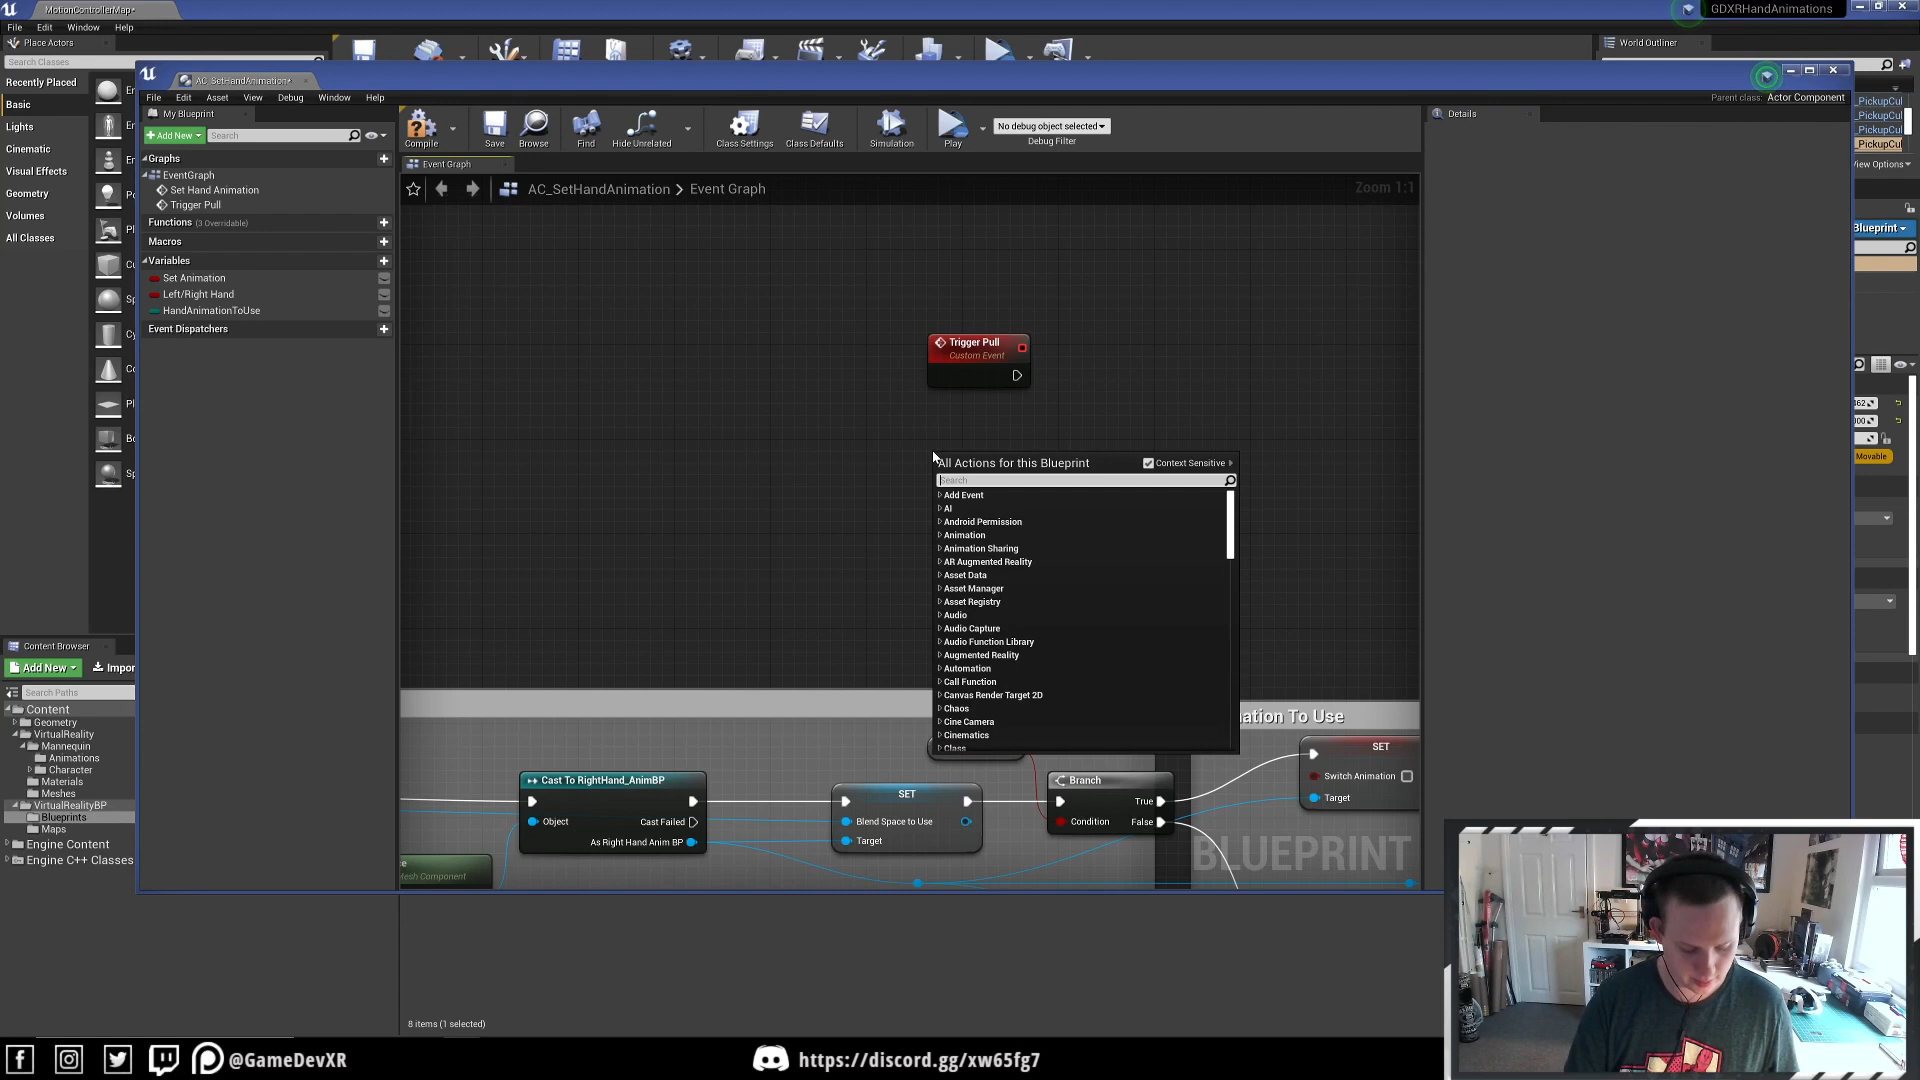 MotionControllerMap*
GDXRHandAnimations
File Edit Window Help
Place Actors
World Outliner
Search Classes
Recently Placed
Basic
Lights
Cinematic
Visual Effects
Geometry
Volumes
All Classes
AC_SetHandAnimation*
File Edit Asset View Debug Window Help
Parent class: Actor Component
My Blueprint
Add New
Search
Graphs
EventGraph
Set Hand Animation
Trigger Pull
Functions (3 Overridable)
Macros
Variables
Set Animation
Left/Right Hand
HandAnimationToUse
Event Dispatchers
Compile
Save
Browse
Find
Hide Unrelated
Class Settings
Class Defaults
Simulation
Play
No debug object selected
Debug Filter
Event Graph
AC_SetHandAnimation > Event Graph
Zoom 1:1
Trigger Pull
Custom Event
All Actions for this Blueprint
Context Sensitive
Search
Add Event
AI
Android Permission
Animation
Animation Sharing
AR Augmented Reality
Asset Data
Asset Manager
Asset Registry
Audio
Audio Capture
Audio Function Library
Augmented Reality
Automation
Call Function
Canvas Render Target 2D
Chaos
Cine Camera
Cinematics
Class
ation To Use
Cast To RightHand_AnimBP
Object
Cast Failed
As Right Hand Anim BP
SET
Blend Space to Use
Target
Branch
True
Condition
False
SET
Switch Animation
Target
BLUEPRINT
Mesh Component
Details
_PickupCul
_PickupCul
_PickupCul
_PickupCul
View Options
Blueprint
Movable
Content Browser
Add New
Impor
Search Paths
Content
Geometry
VirtualReality
Mannequin
Animations
Character
Materials
Meshes
VirtualRealityBP
Blueprints
Maps
Engine Content
Engine C++ Classes
8 items (1 selected)
@GameDevXR
https://discord.gg/xw65fg7